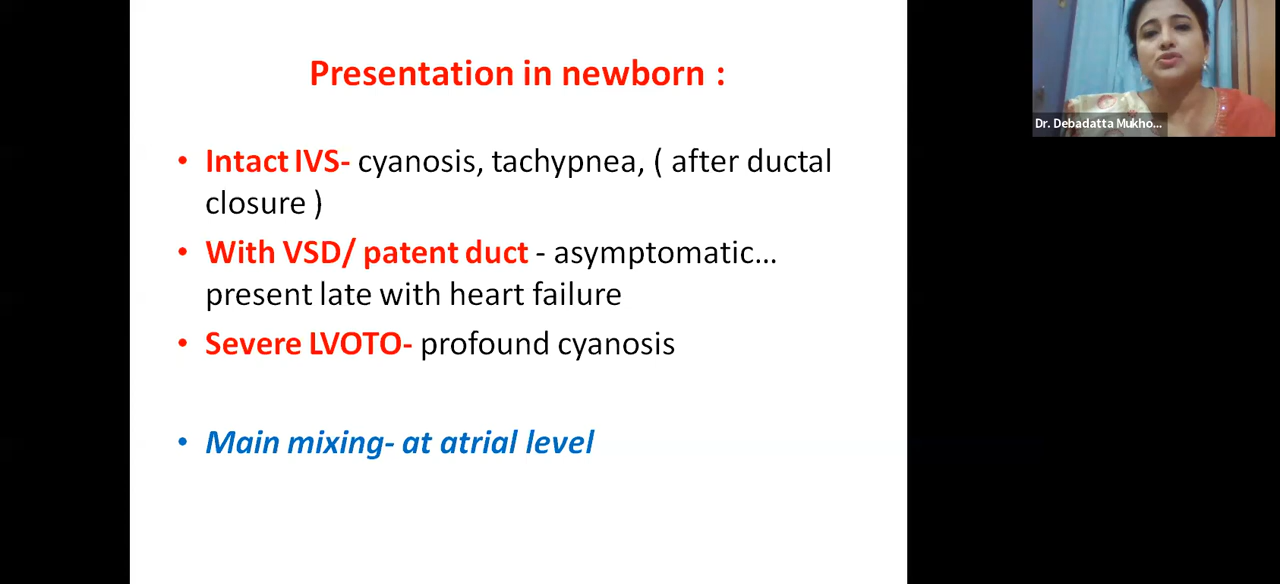 Presentation in newborn :
• Intact IVS- cyanosis, tachypnea, ( after ductal
closure )
• With VSD/ patent duct - asymptomatic...
present late with heart failure
• Severe LVOTO- profound cyanosis
• Main mixing- at atrial level
Dr. Debadatta Mukho...